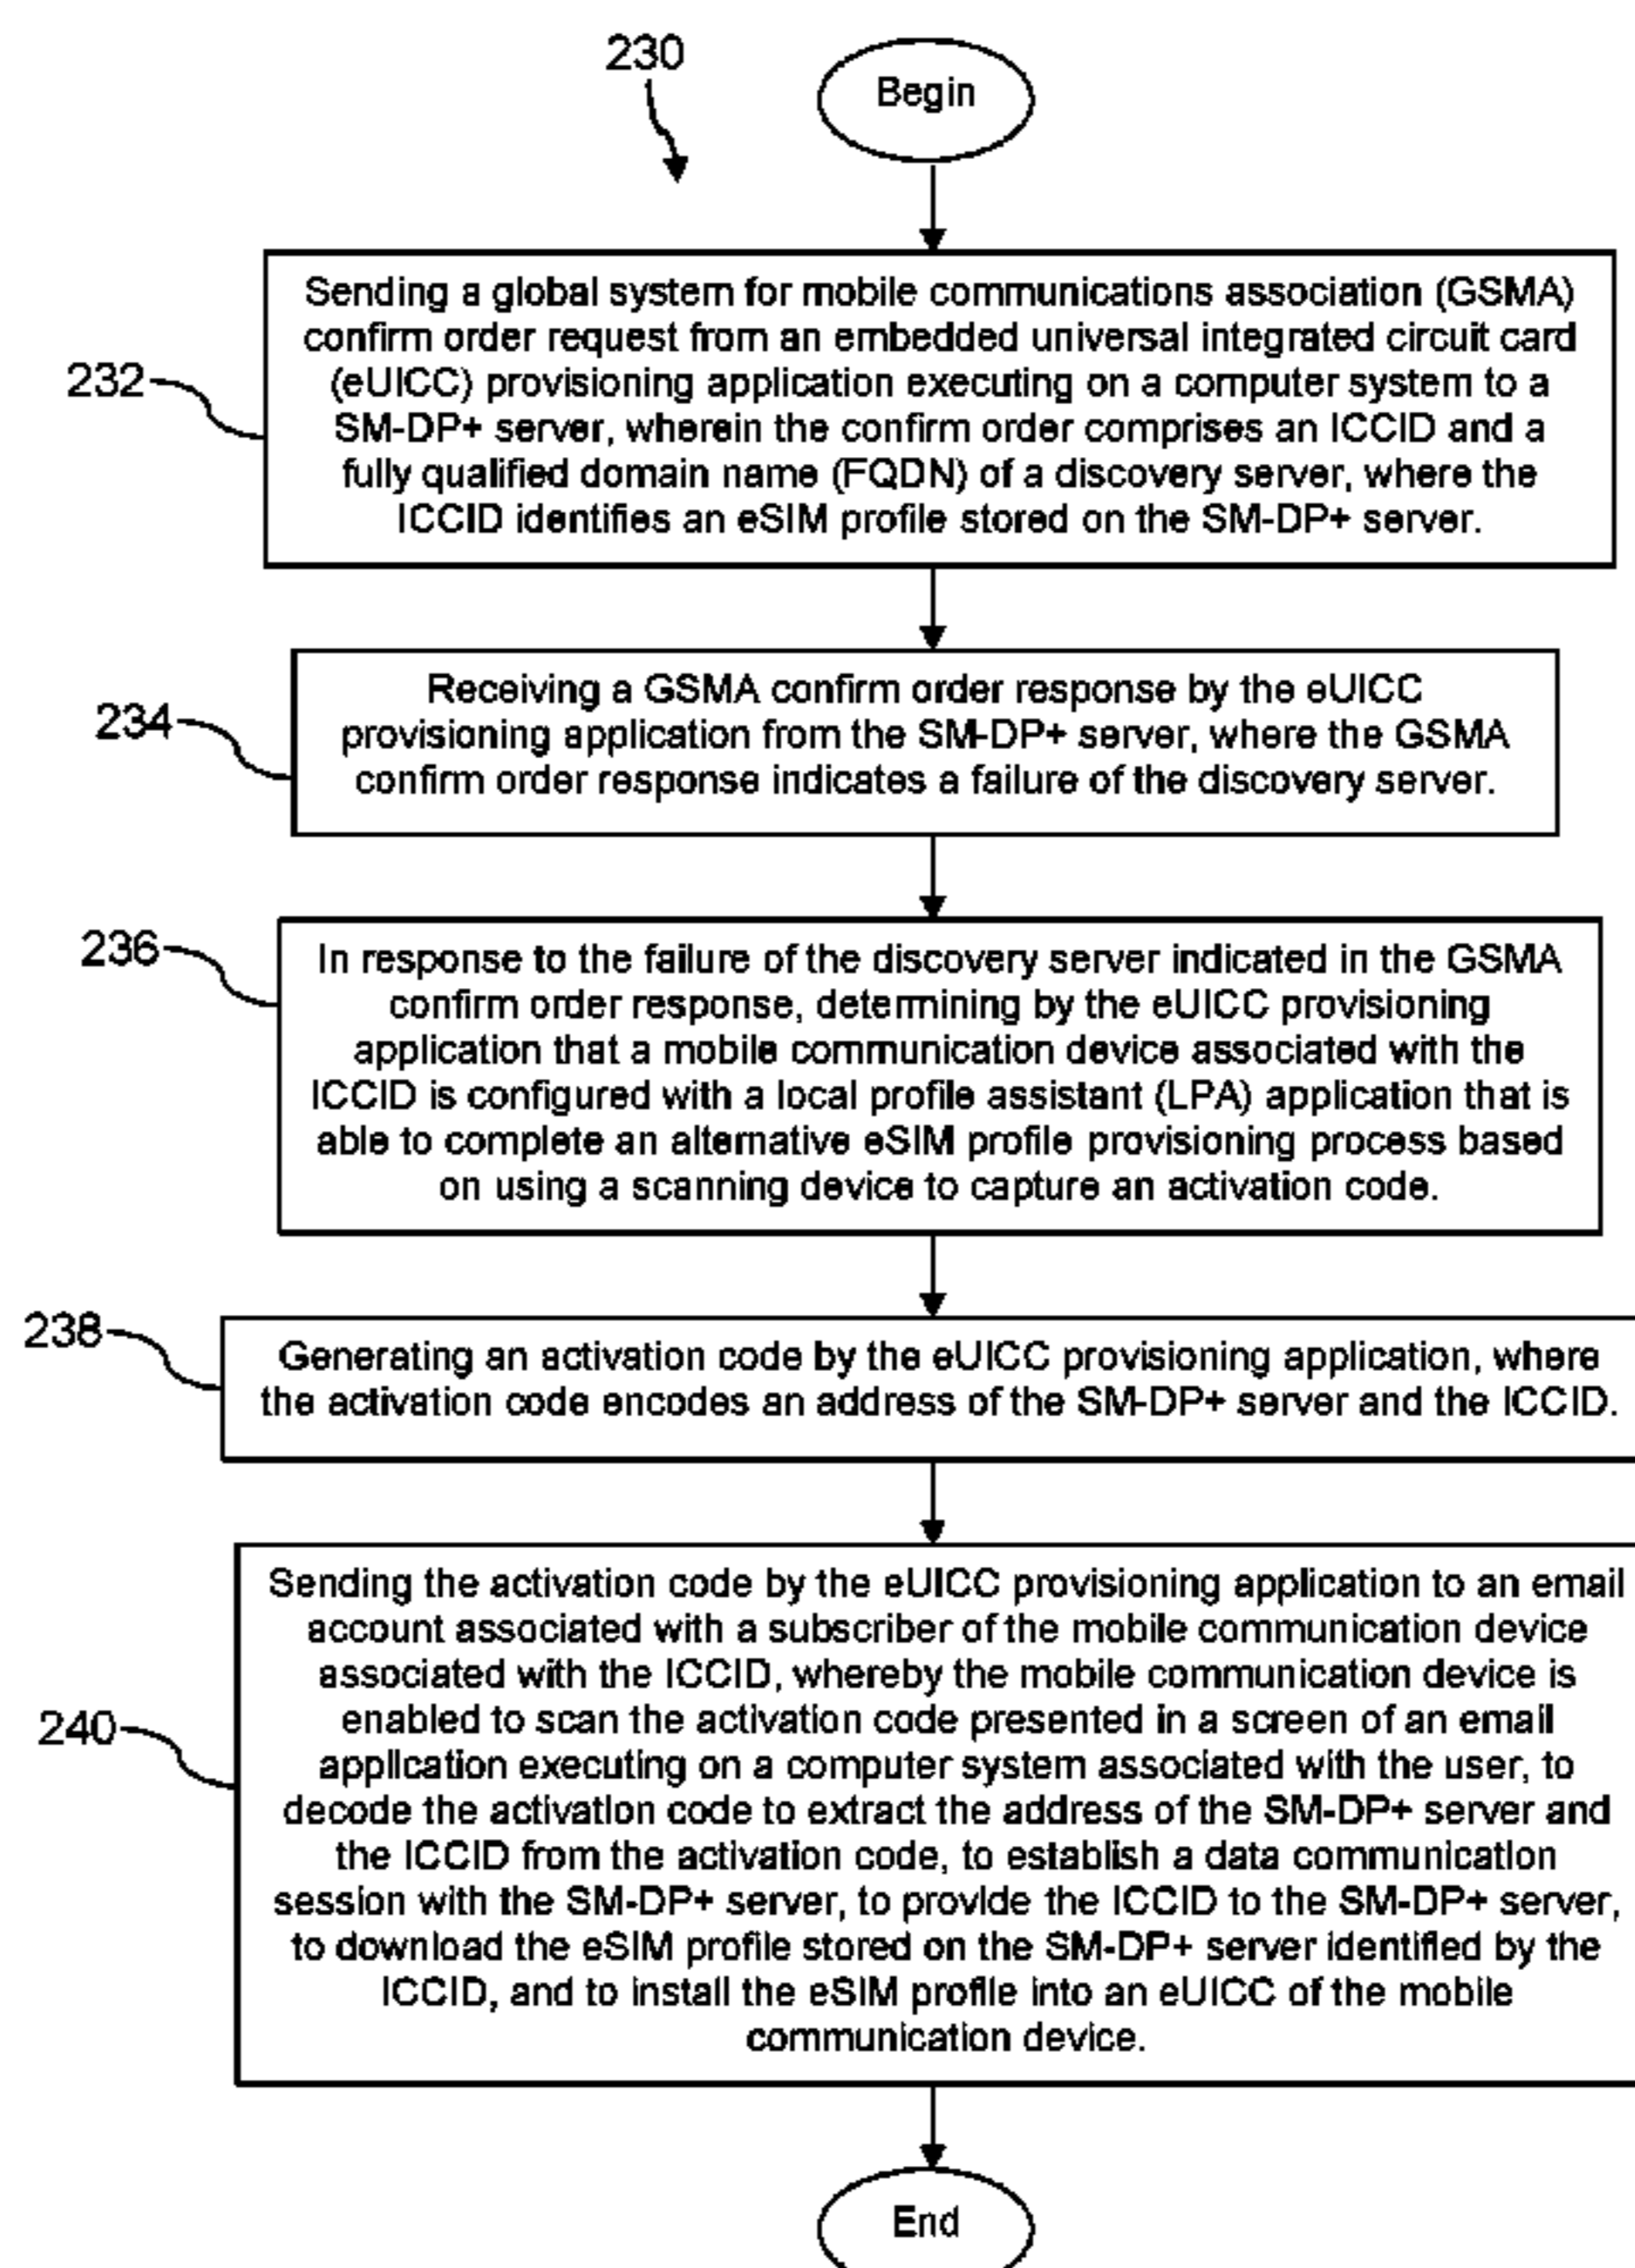 230
Begin
232
Sending a global system for mobile communications association (GSMA)
confirm order request from an embedded universal integrated circuit card
(eUICC) provisioning application executing on a computer system to a
SM-DP+ server, wherein the confirm order comprises an ICCID and a
fully qualified domain name (FQDN) of a discovery server, where the
ICCID identifies an eSIM profile stored on the SM-DP+ server.
234
Receiving a GSMA confirm order response by the eUICC
provisioning application from the SM-DP+ server, where the GSMA
confirm order response indicates a failure of the discovery server.
236
In response to the failure of the discovery server indicated in the GSMA
confirm order response, determining by the eUICC provisioning
application that a mobile communication device associated with the
ICCID is configured with a local profile assistant (LPA) application that is
able to complete an alternative eSIM profile provisioning process based
on using a scanning device to capture an activation code.
238
Generating an activation code by the eUICC provisioning application, where
the activation code encodes an address of the SM-DP+ server and the ICCID.
240
Sending the activation code by the eUICC provisioning application to an email
account associated with a subscriber of the mobile communication device
associated with the ICCID, whereby the mobile communication device is
enabled to scan the activation code presented in a screen of an email
application executing on a computer system associated with the user, to
decode the activation code to extract the address of the SM-DP+ server and
the ICCID from the activation code, to establish a data communication
session with the SM-DP+ server, to provide the ICCID to the SM-DP+ server,
to download the eSIM profile stored on the SM-DP+ server identified by the
ICCID, and to install the eSIM profile into an eUICC of the mobile
communication device.
End